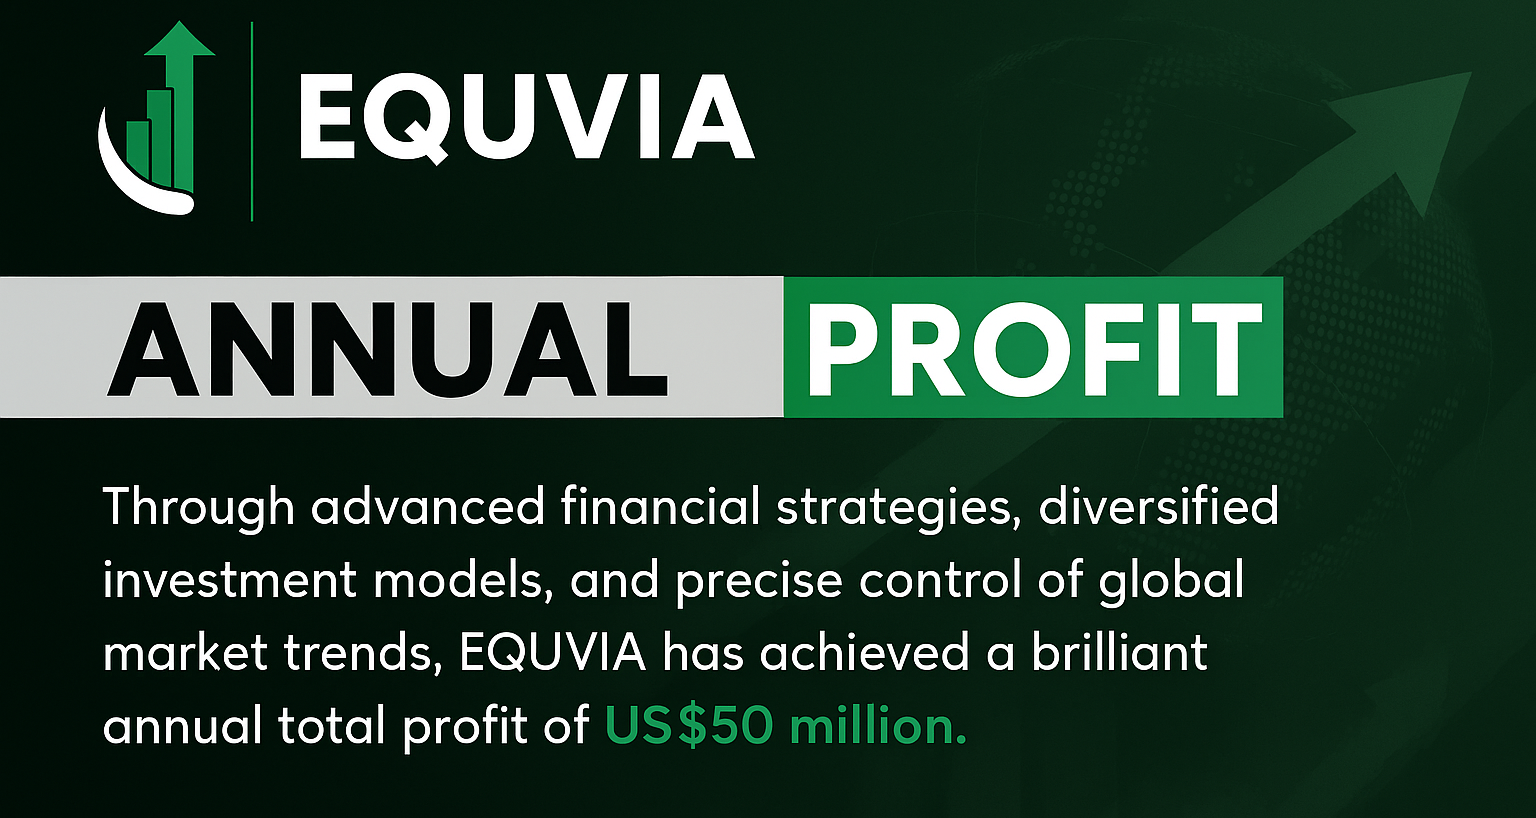 EQUVIA
ANNUAL PROFIT
Through advanced financial strategies, diversified
investment models, and precise control of global
market trends, EQUVIA has achieved a brilliant
annual total profit of US$50 million.